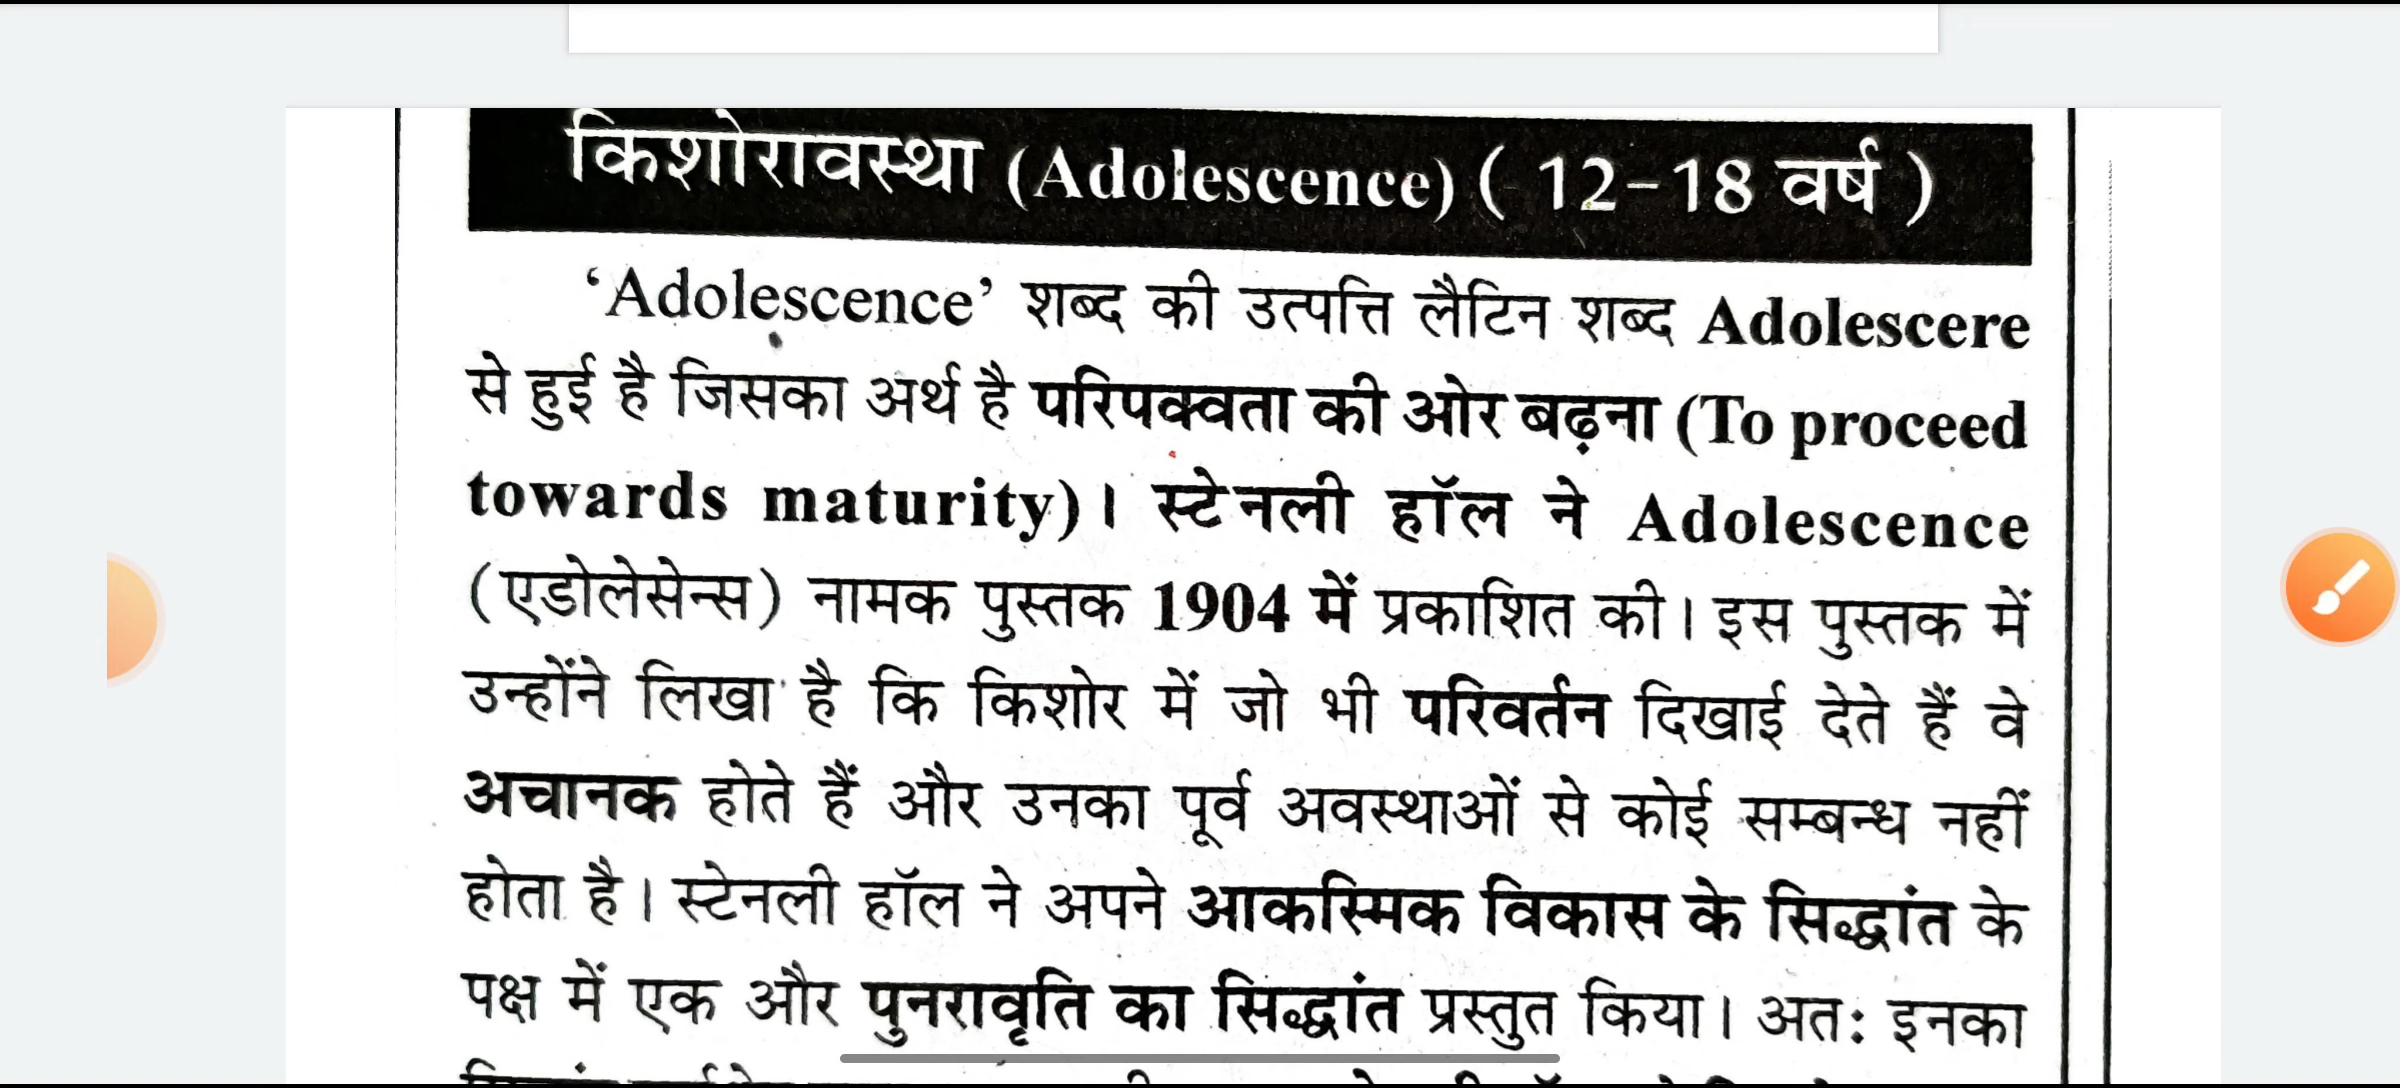 किशोरावस्था (Adolescence) ( 12-18 वर्ष )
‘Adolescence’ शब्द की उत्पत्ति लैटिन शब्द Adolescere
से हुई है जिसका अर्थ है परिपक्वता की ओर बढ़ना (To proceed
towards maturity)। स्टेनली हॉल ने Adolescence
(एडोलेसेन्स) नामक पुस्तक 1904 में प्रकाशित की। इस पुस्तक में
उन्होंने लिखा है कि किशोर में जो भी परिवर्तन दिखाई देते हैं वे
अचानक होते हैं और उनका पूर्व अवस्थाओं से कोई सम्बन्ध नहीं
होता है। स्टेनली हॉल ने अपने आकस्मिक विकास के सिद्धांत के
पक्ष में एक और पुनरावृति का सिद्धांत प्रस्तुत किया। अतः इनका